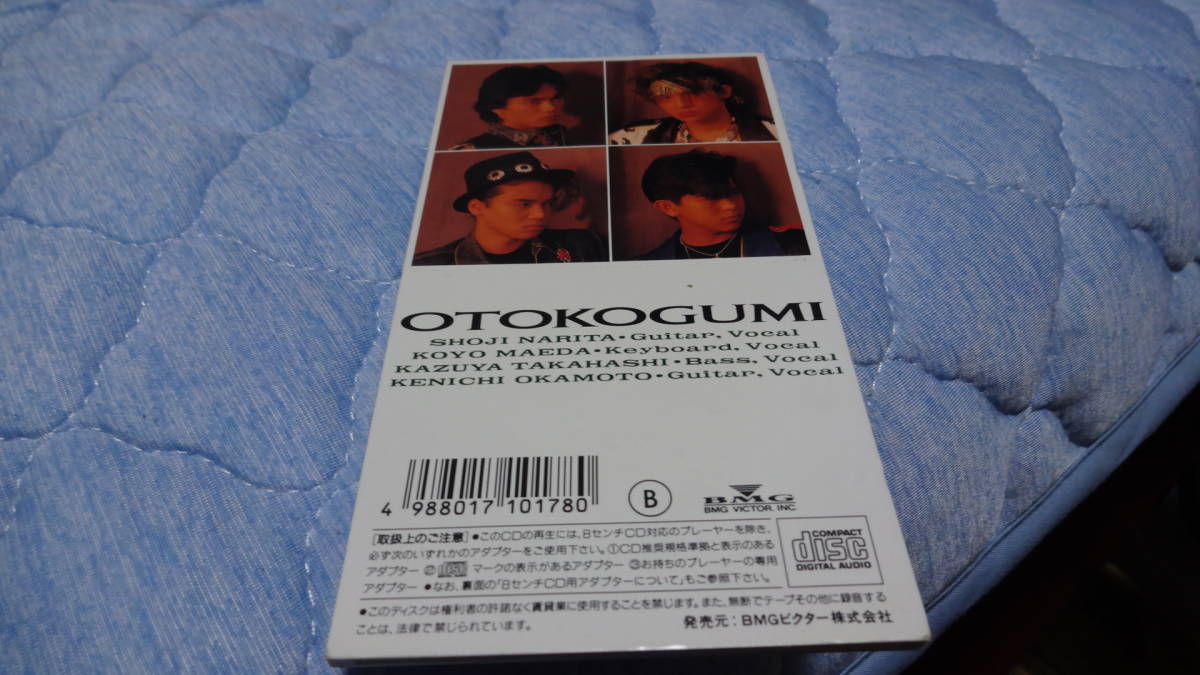 OTOKOGUMI
SHOJI NARITA・Guitar, Vocal
KOYO MAEDA・Keyboard, Vocal
KAZUYA TAKAHASHI・Bass, Vocal
KENICHI OKAMOTO・Guitar, Vocal
4 988017 101780
B
BMG
BMG VICTOR, INC.
[取扱上のご注意] ●このCDの再生には、8センチCD対応のプレーヤーを除き、
必ず次のいずれかのアダプターをご使用下さい。①CD推奨規格準拠と表示のある
アダプター ② マークの表示があるアダプター ③お持ちのプレーヤーの専用
アダプター ●なお、裏面の「8センチCD用アダプターについて」もご参照下さい。
COMPACT
disc
DIGITAL AUDIO
●このディスクは権利者の許諾なく賃貸業に使用することを禁じます。また、無断でテープその他に録音する
ことは、法律で禁じられています。
発売元：BMGビクター株式会社